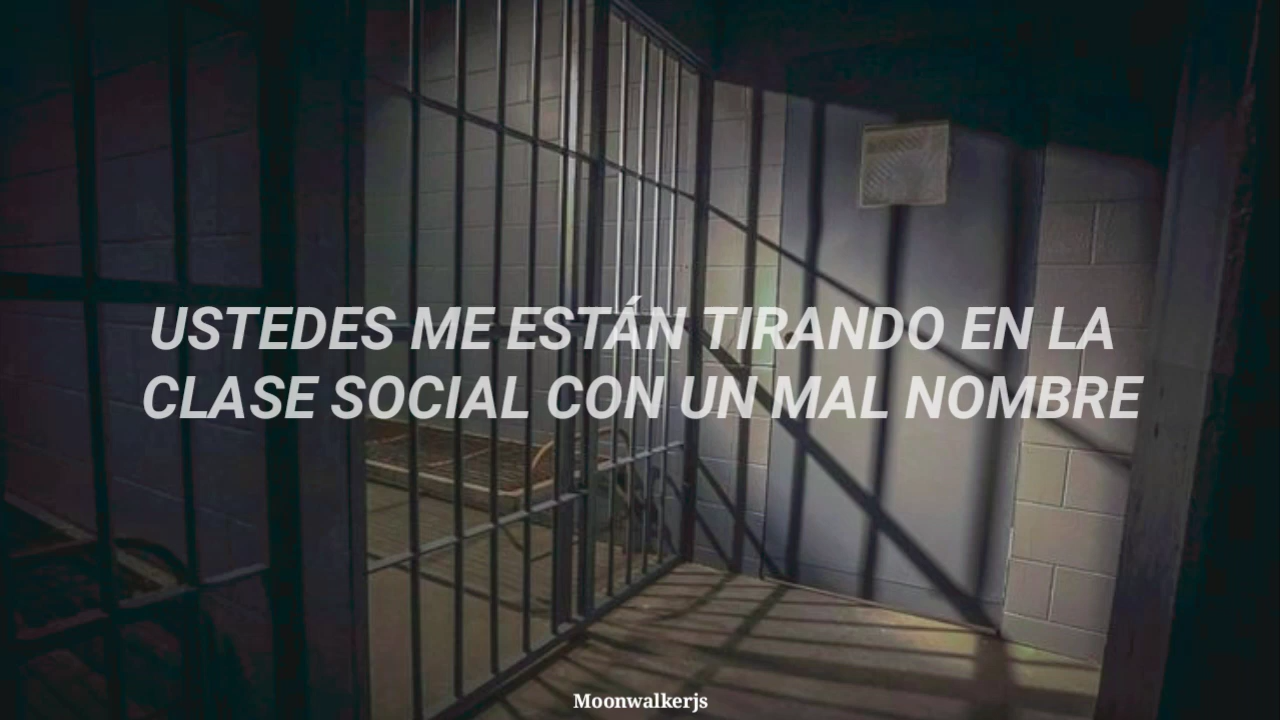 USTEDES ME ESTÁN TIRANDO EN LA
CLASE SOCIAL CON UN MAL NOMBRE
Moonwalkerjs